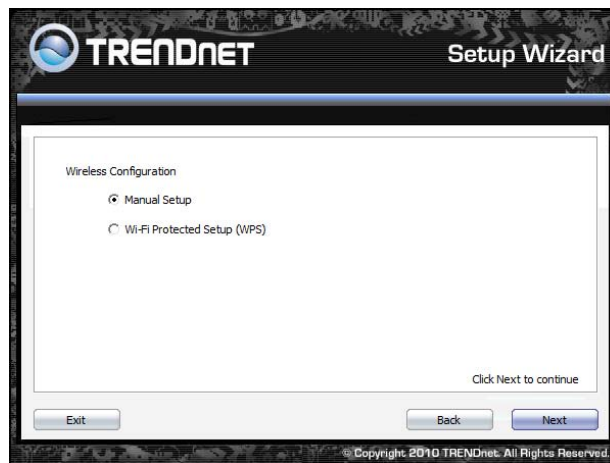 TRENDNET
Setup Wizard
Wireless Configuration
Manual Setup
Wi-Fi Protected Setup (WPS)
Click Next to continue
Exit
Back
Next
© Copyright 2010 TRENDnet. All Rights Reserved.